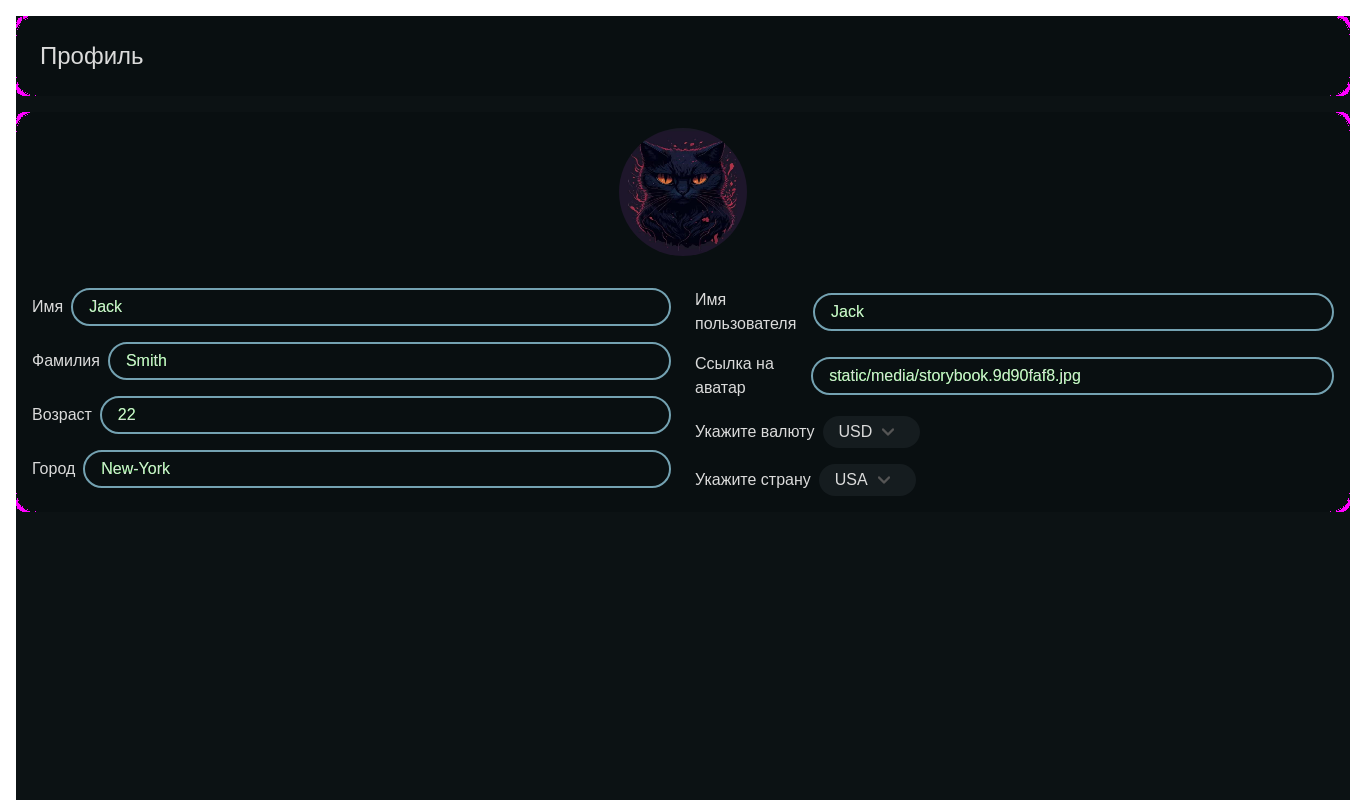 Профиль
Имя
Jack
Фамилия
Smith
Возраст
22
Город
New-York
Имя
пользователя
Jack
Ссылка на
аватар
static/media/storybook.9d90faf8.jpg
Укажите валюту
USD
Укажите страну
USA